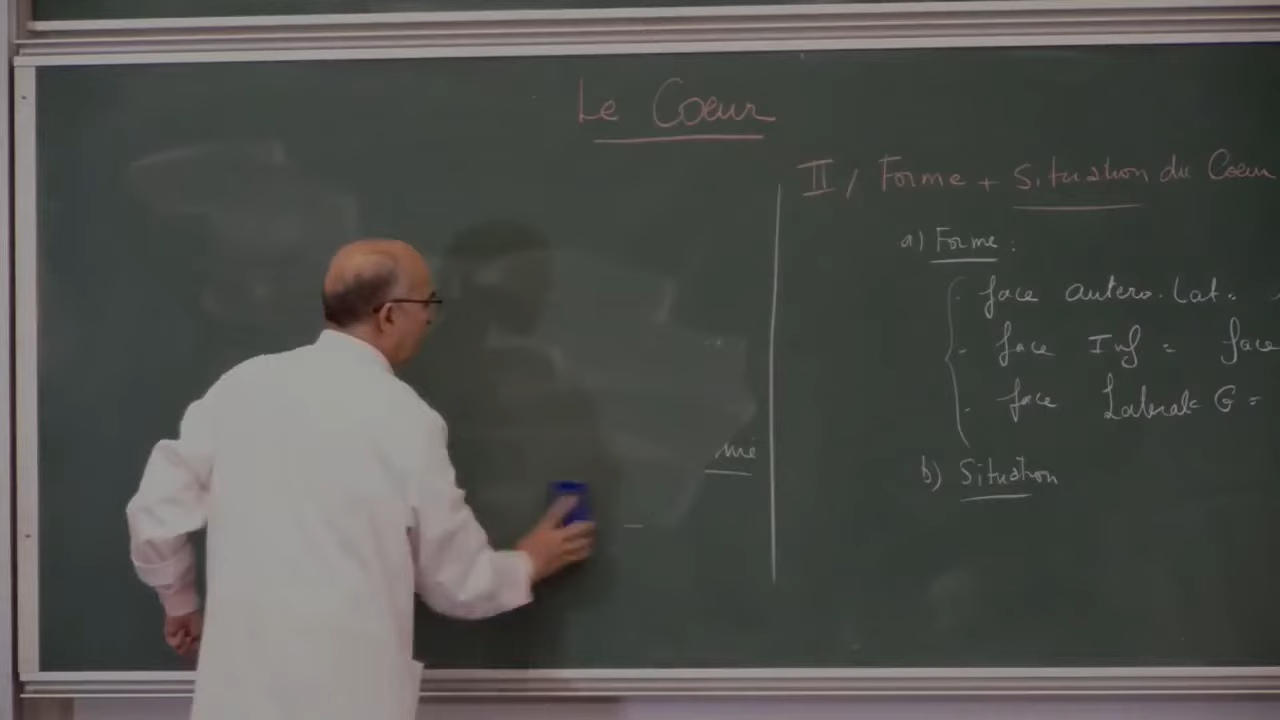 Le Coeur
II / Forme + Situation du Coeur
a) Forme :
- face antero. Lat.
- face Inf = face
- face Laterale G =
b) Situation